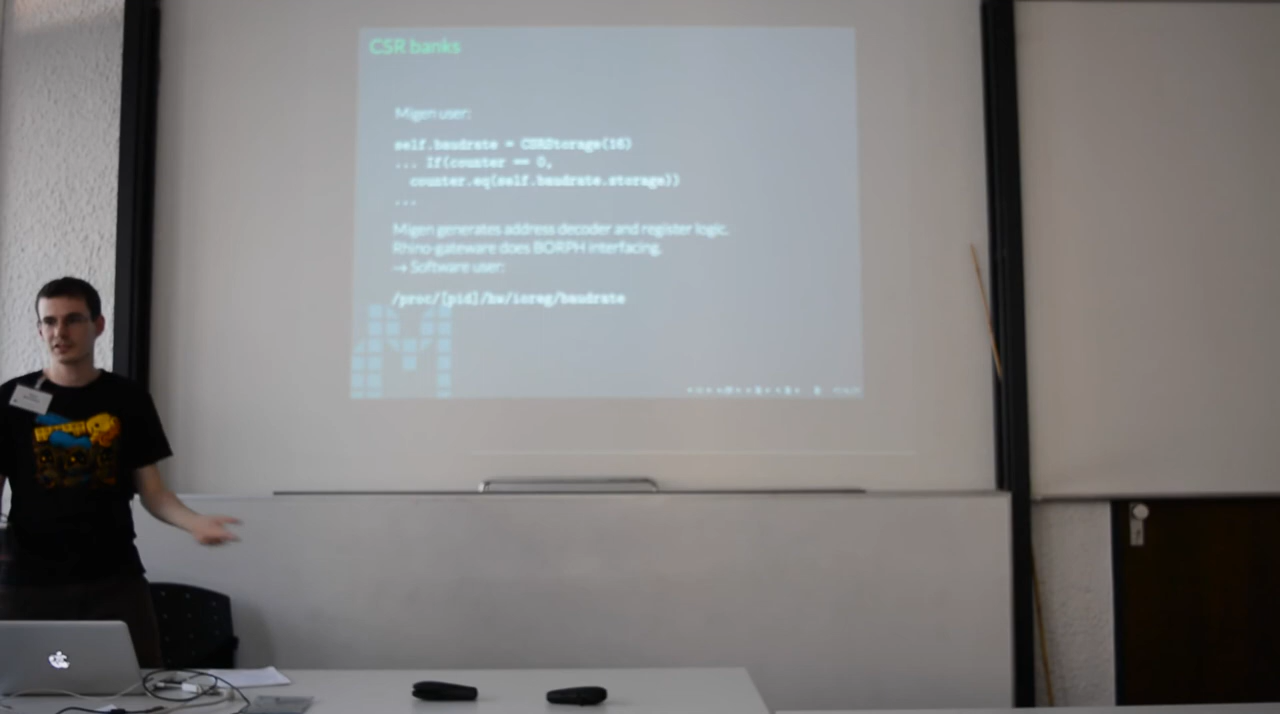 CSR banks
Migen user:
self.baudrate = CSRStorage(16)
... If(counter == 0,
counter.eq(self.baudrate.storage))
...
Migen generates address decoder and register logic.
Rhino-gateware does BORPH interfacing.
→ Software user:
/proc/[pid]/hw/ioreg/baudrate